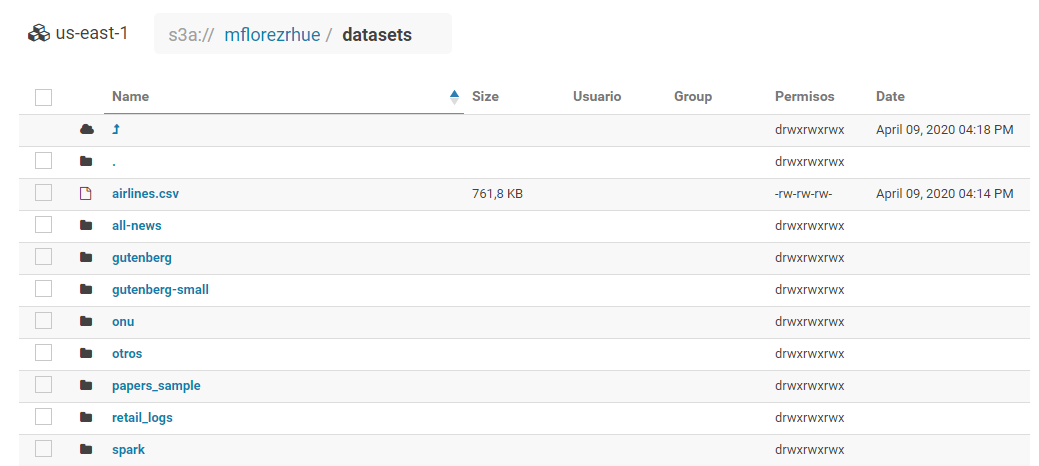 us-east-1 s3a:// mflorezrhue / datasets
Name Size Usuario Group Permisos Date
drwxrwxrwx April 09, 2020 04:18 PM
. drwxrwxrwx
airlines.csv 761,8 KB -rw-rw-rw- April 09, 2020 04:14 PM
all-news drwxrwxrwx
gutenberg drwxrwxrwx
gutenberg-small drwxrwxrwx
onu drwxrwxrwx
otros drwxrwxrwx
papers_sample drwxrwxrwx
retail_logs drwxrwxrwx
spark drwxrwxrwx